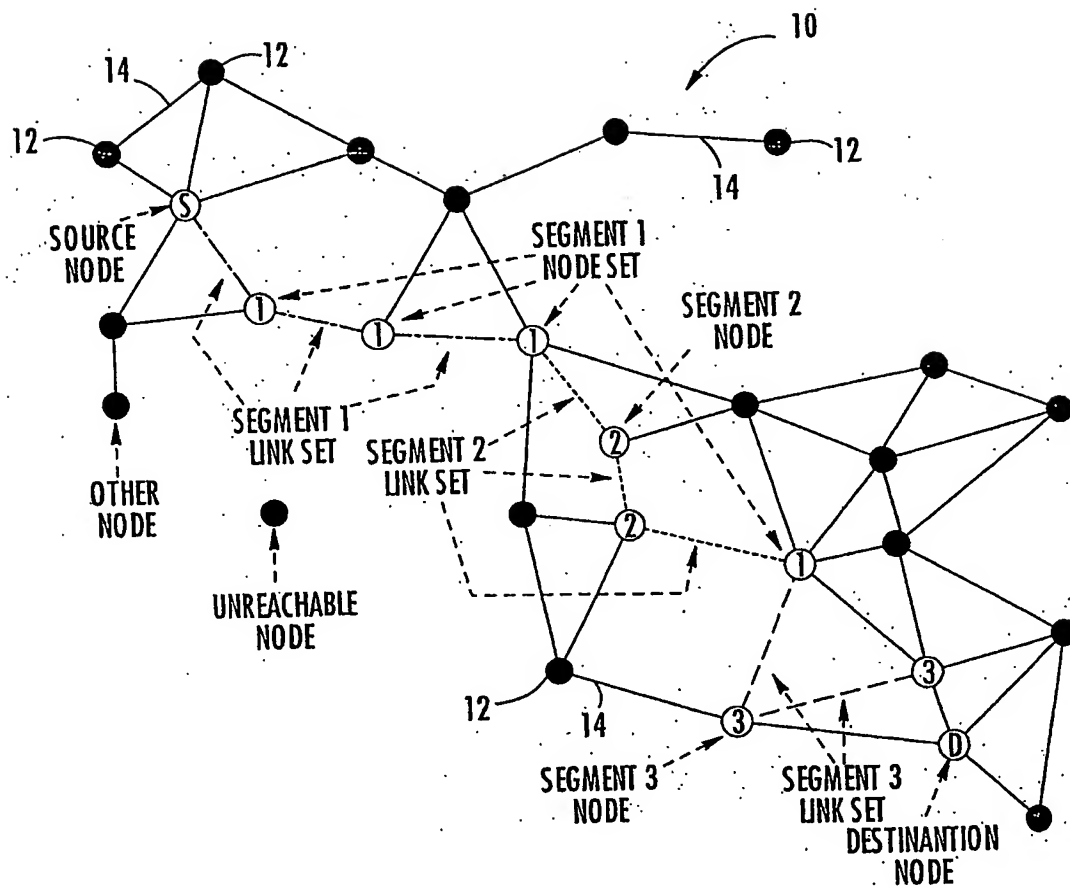 10
12
14
12
14
12
S
SOURCE
NODE
SEGMENT 1
NODE SET
SEGMENT 2
NODE
1
1
1
SEGMENT 1
LINK SET
SEGMENT 2
LINK SET
2
OTHER
NODE
2
1
UNREACHABLE
NODE
12
14
3
3
D
SEGMENT 3
NODE
SEGMENT 3
LINK SET
DESTINANTION
NODE